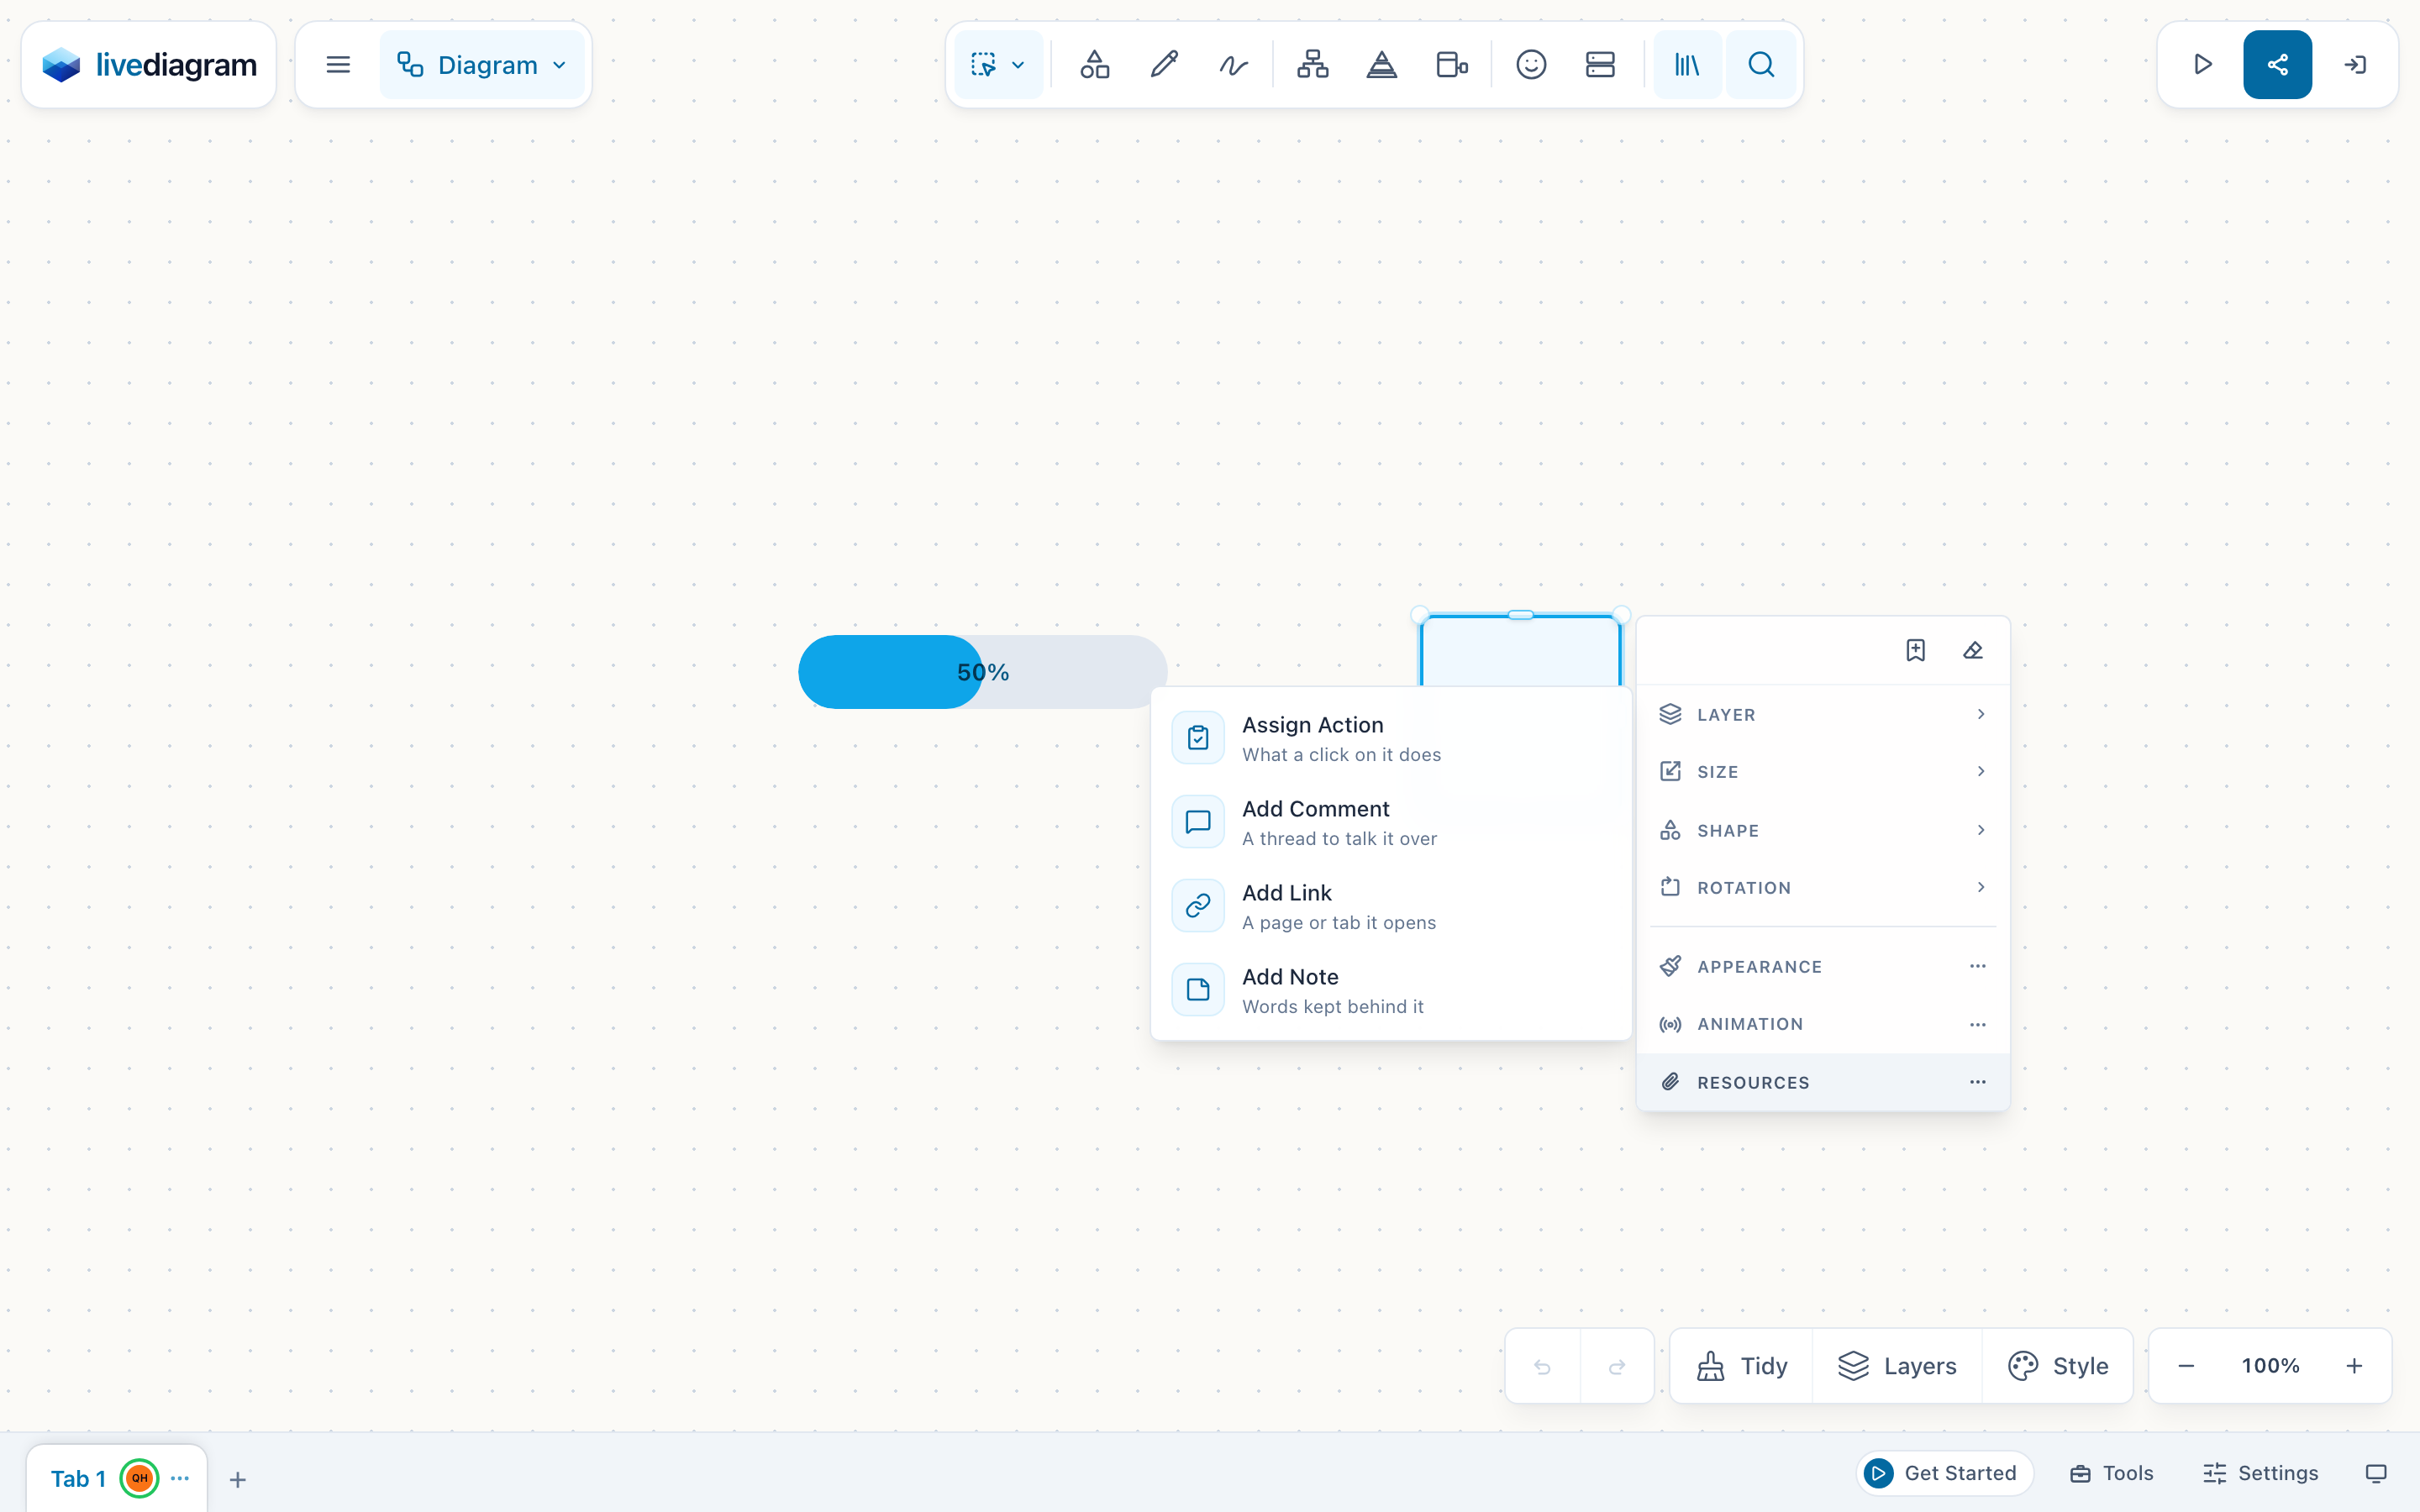 livediagram
Diagram
50%
Assign Action
What a click on it does
Add Comment
A thread to talk it over
Add Link
A page or tab it opens
Add Note
Words kept behind it
LAYER
SIZE
SHAPE
ROTATION
APPEARANCE
ANIMATION
RESOURCES
Tidy
Layers
Style
100%
Tab 1
QH
Get Started
Tools
Settings